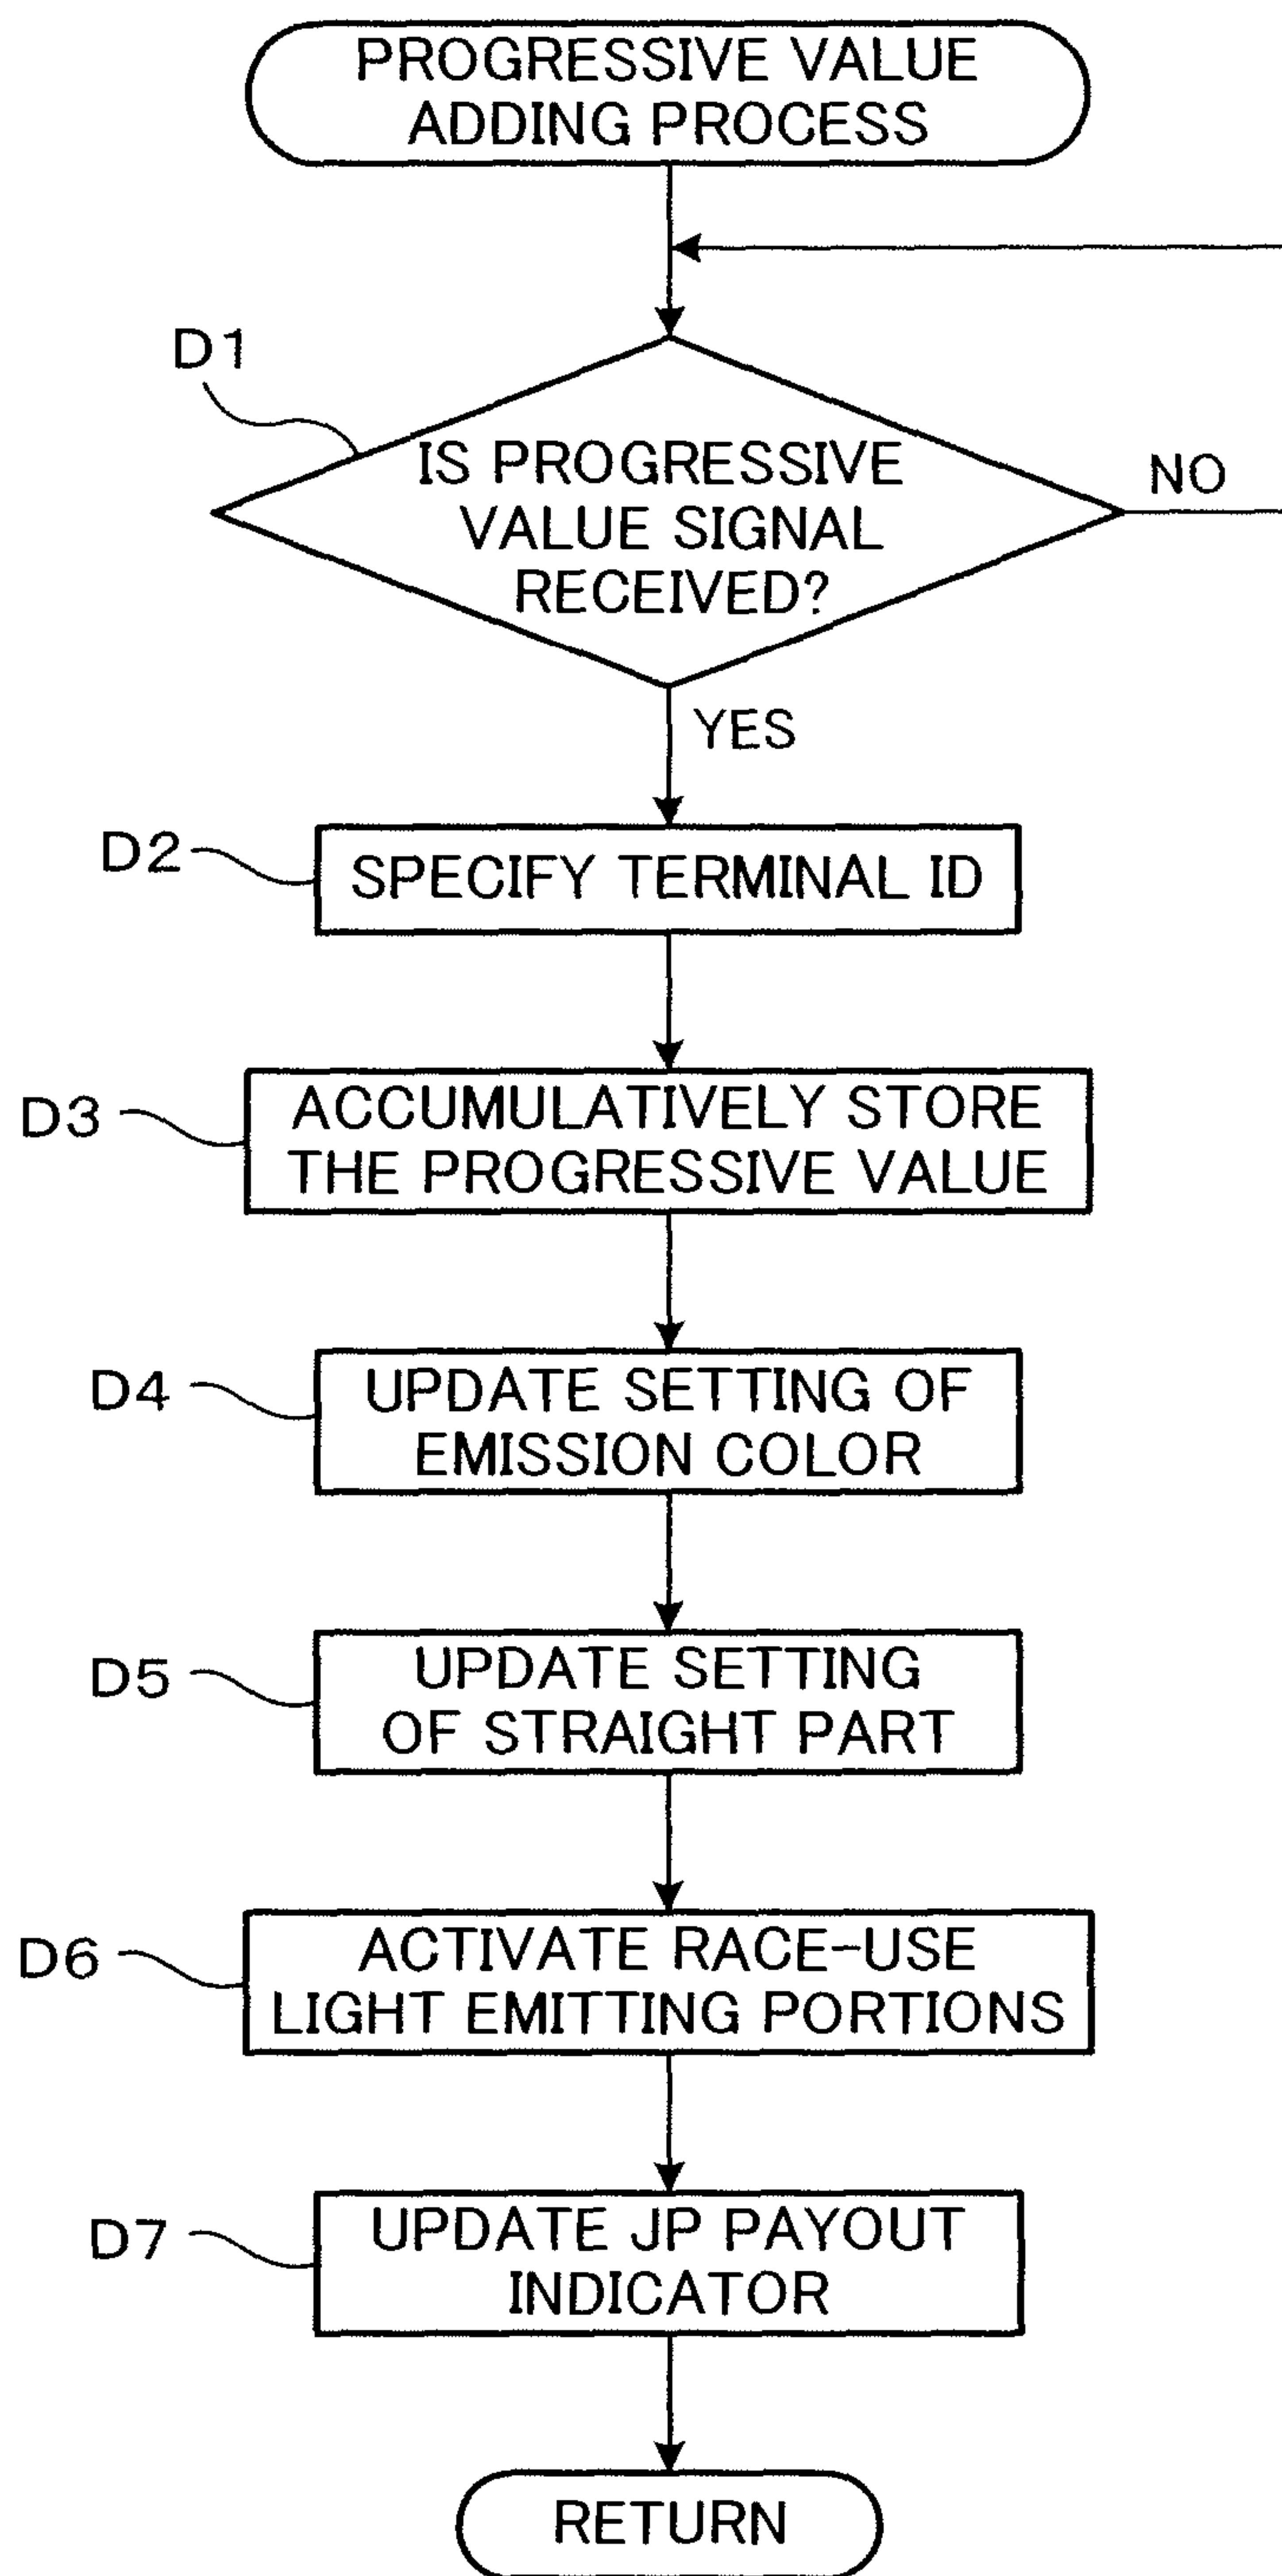 PROGRESSIVE VALUE
ADDING PROCESS
D1
IS PROGRESSIVE
VALUE SIGNAL
RECEIVED?
NO
YES
D2
SPECIFY TERMINAL ID
D3
ACCUMULATIVELY STORE
THE PROGRESSIVE VALUE
D4
UPDATE SETTING OF
EMISSION COLOR
D5
UPDATE SETTING
OF STRAIGHT PART
D6
ACTIVATE RACE-USE
LIGHT EMITTING PORTIONS
D7
UPDATE JP PAYOUT
INDICATOR
RETURN